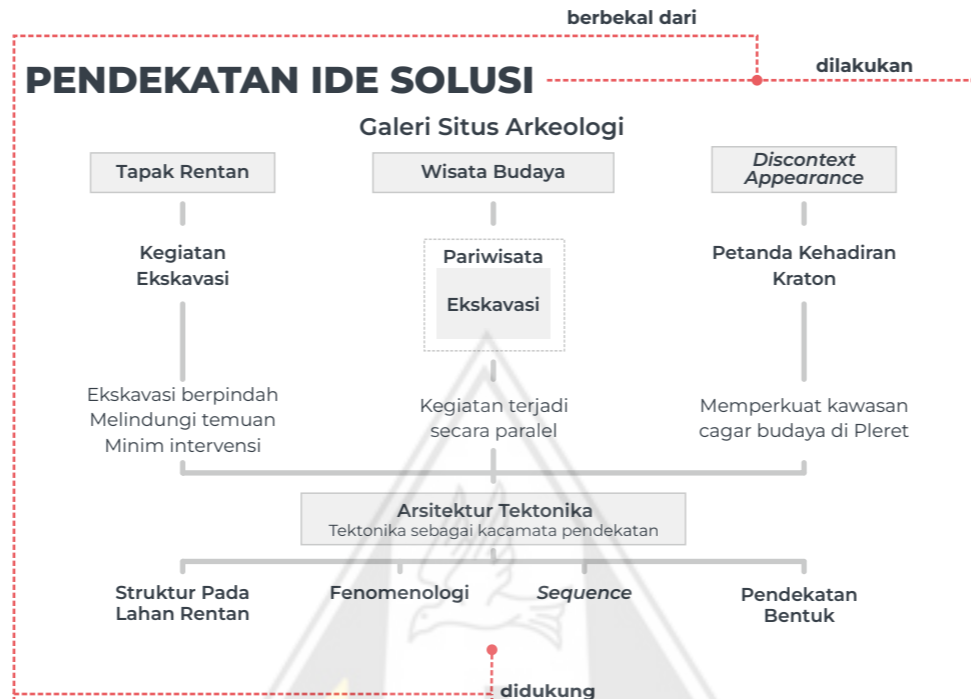 berbekal dari
PENDEKATAN IDE SOLUSI
dilakukan
Galeri Situs Arkeologi
Tapak Rentan
Wisata Budaya
Discontext
Appearance
Kegiatan
Ekskavasi
Pariwisata
Ekskavasi
Petanda Kehadiran
Kraton
Ekskavasi berpindah
Melindungi temuan
Minim intervensi
Kegiatan terjadi
secara paralel
Memperkuat kawasan
cagar budaya di Pleret
Arsitektur Tektonika
Tektonika sebagai kacamata pendekatan
Struktur Pada
Lahan Rentan
Fenomenologi
Sequence
Pendekatan
Bentuk
didukung